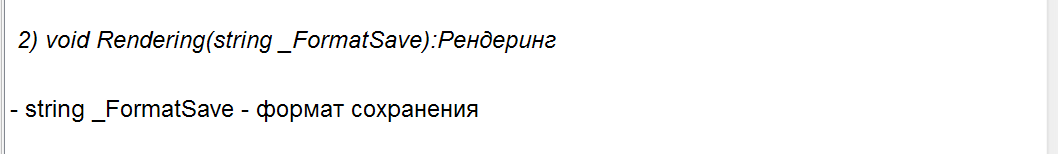 2) void Rendering(string _FormatSave):Рендеринг
- string _FormatSave - формат сохранения